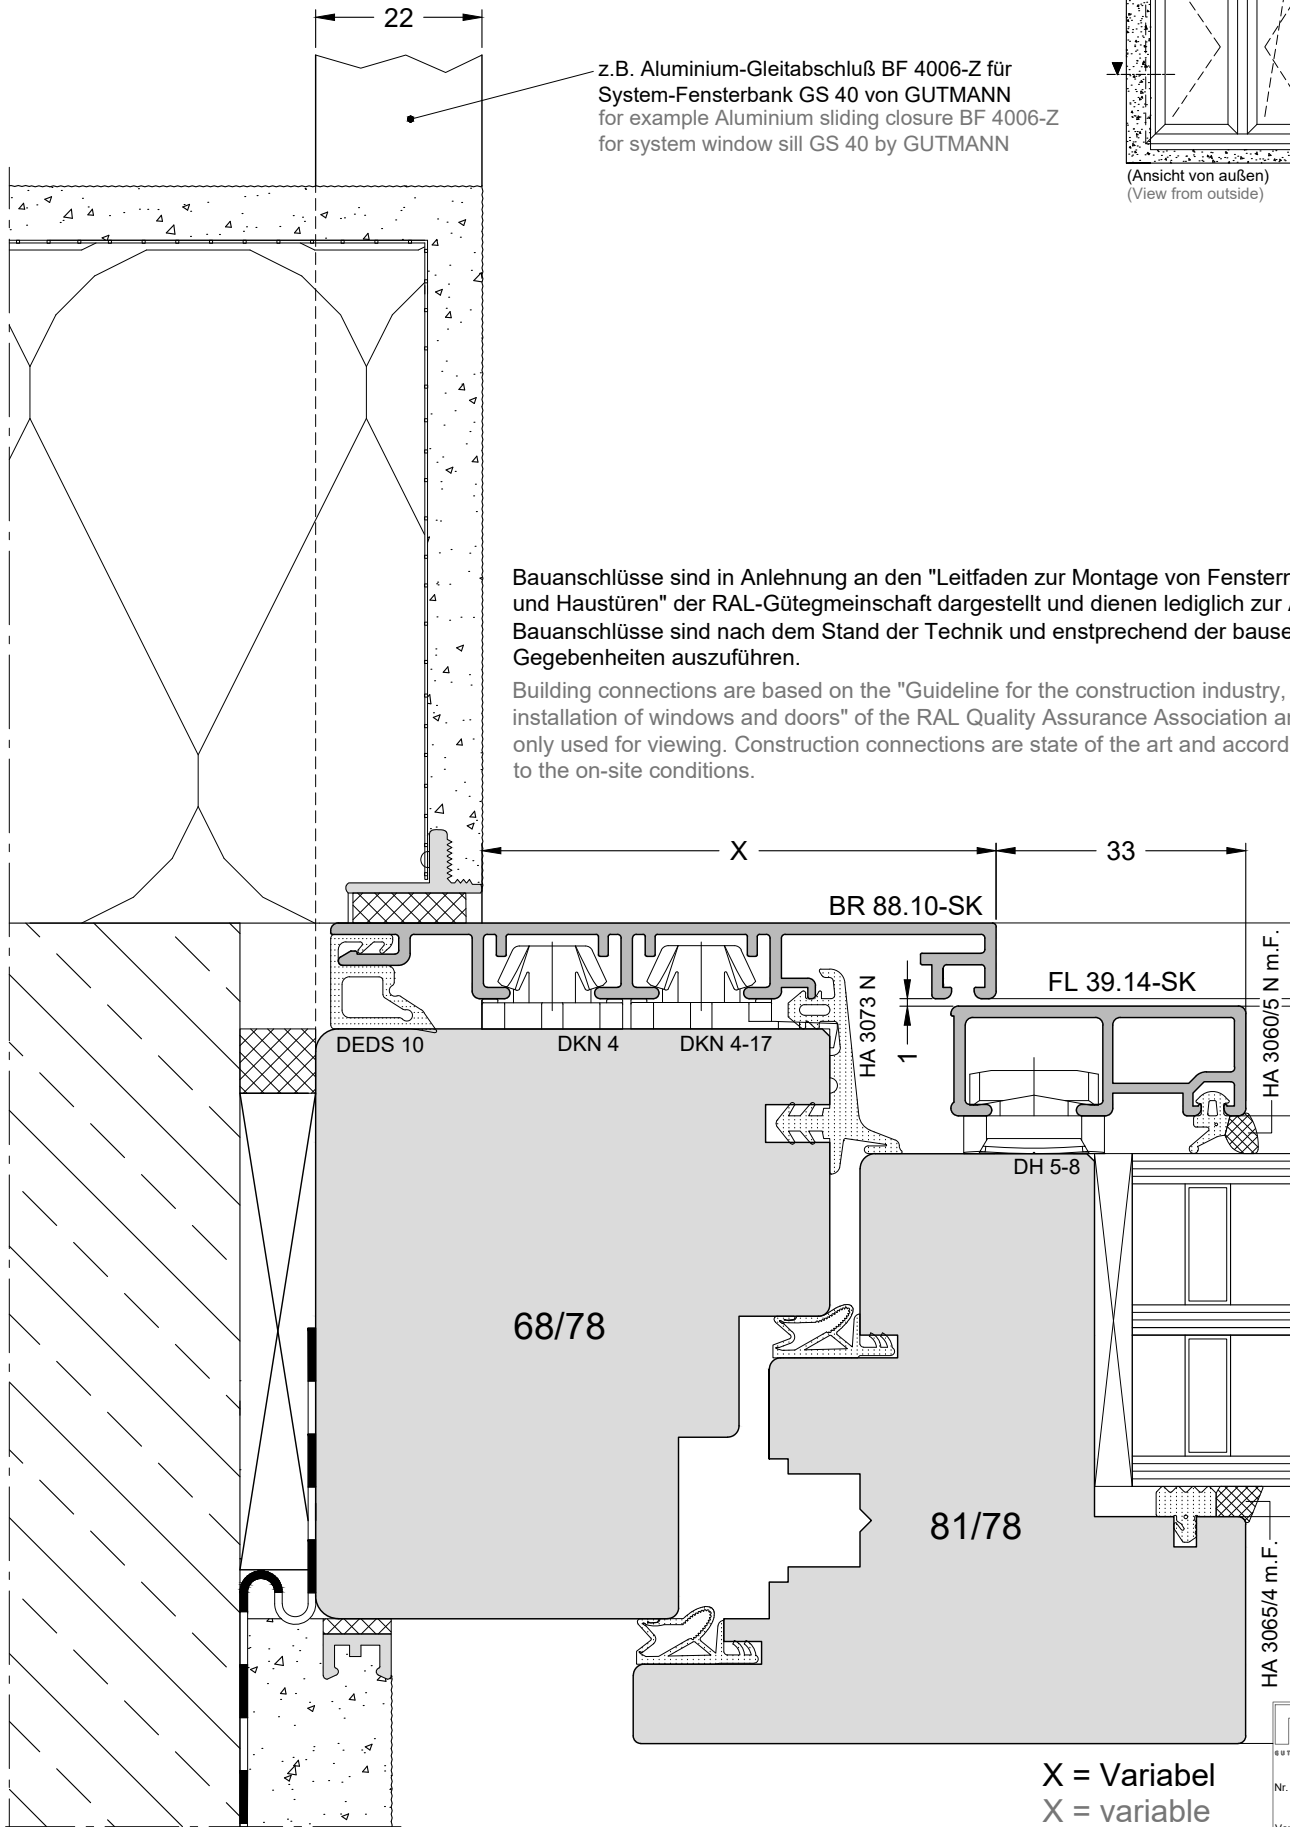 22
z.B. Aluminium-Gleitabschluß BF 4006-Z für
System-Fensterbank GS 40 von GUTMANN
for example Aluminium sliding closure BF 4006-Z
for system window sill GS 40 by GUTMANN
(Ansicht von außen)
(View from outside)
Bauanschlüsse sind in Anlehnung an den "Leitfaden zur Montage von Fenstern
und Haustüren" der RAL-Gütegmeinschaft dargestellt und dienen lediglich zur
Bauanschlüsse sind nach dem Stand der Technik und enstprechend der bause
Gegebenheiten auszuführen.
Building connections are based on the "Guideline for the construction industry,
installation of windows and doors" of the RAL Quality Assurance Association
only used for viewing. Construction connections are state of the art and accord
to the on-site conditions.
X
33
BR 88.10-SK
FL 39.14-SK
HA 3060/5 N m.F.
HA 3073 N
1
DEDS 10
DKN 4
DKN 4-17
DH 5-8
68/78
81/78
HA 3065/4 m.F.
X = Variabel
X = variable
Nr.